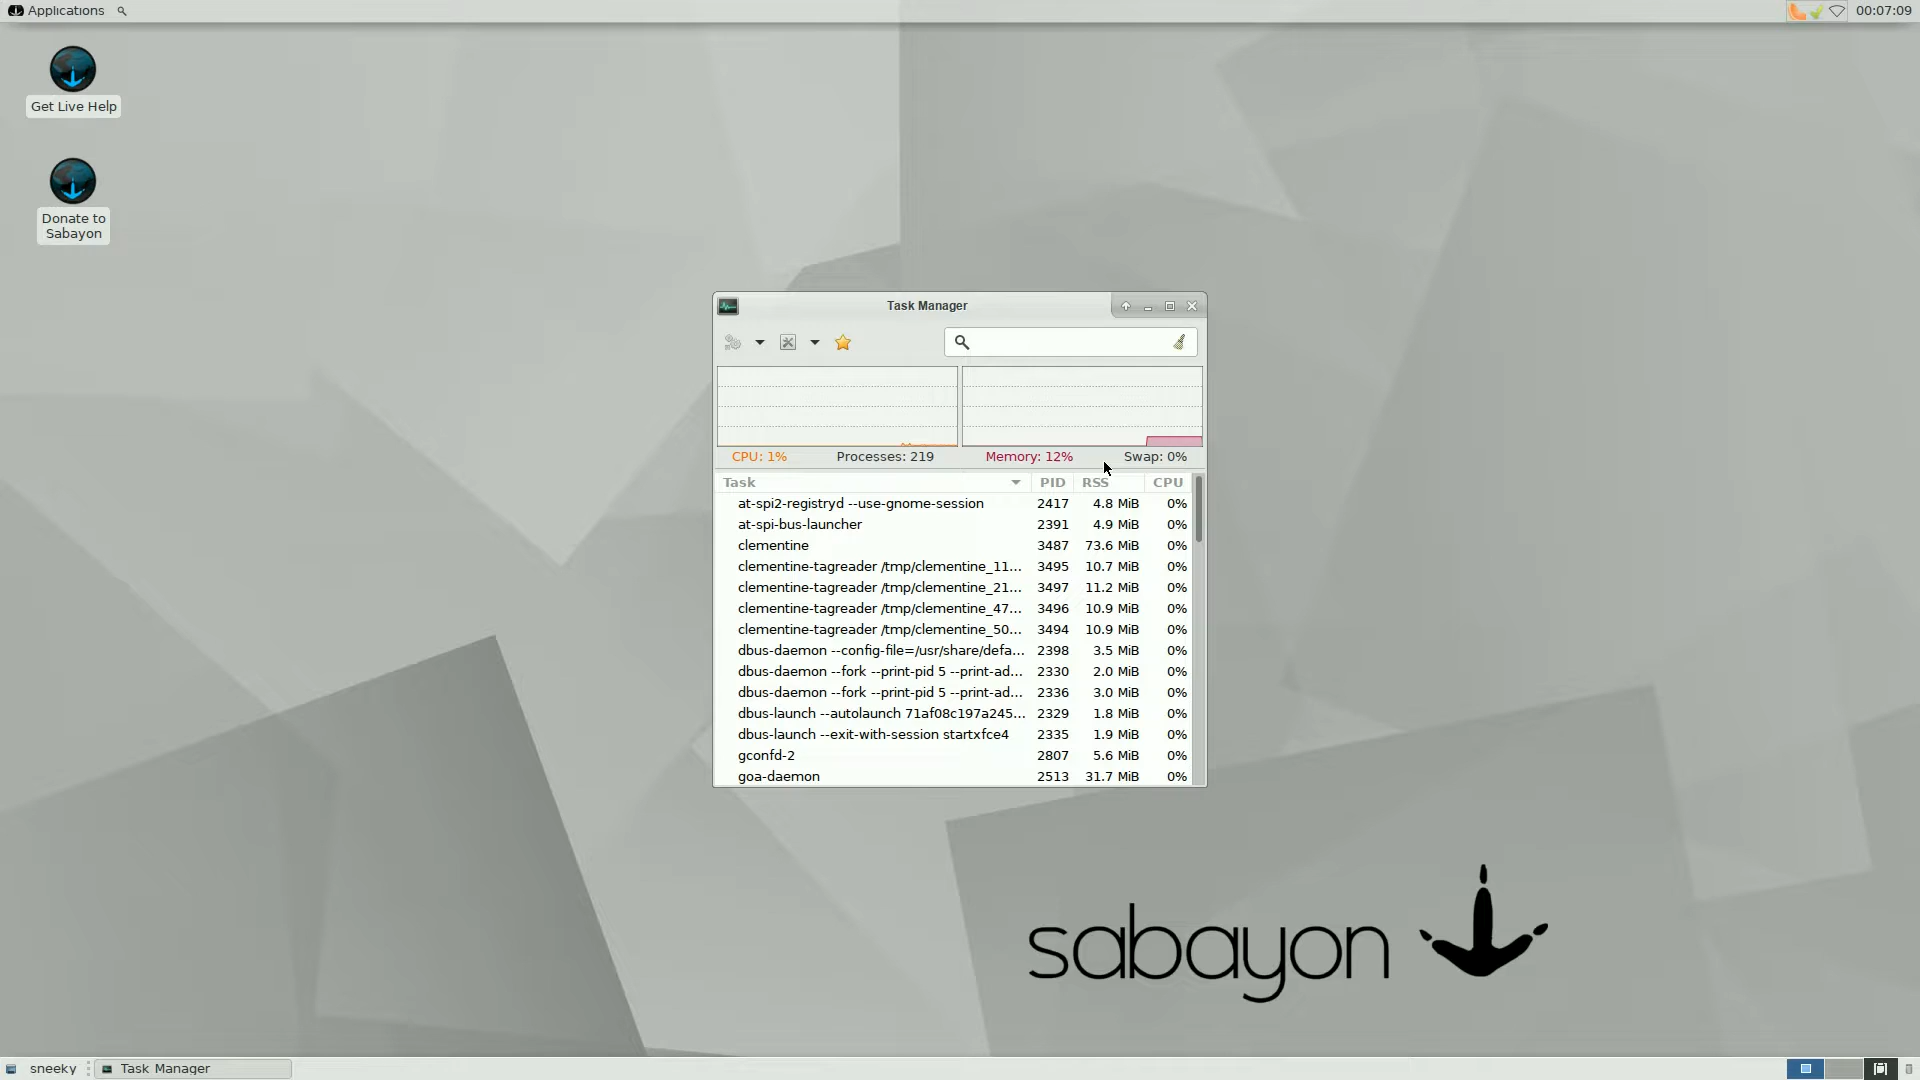 Applications
00:07:09
Get Live Help
Donate to
Sabayon
Task Manager
CPU: 1% Processes: 219 Memory: 12% Swap: 0%
Task PID RSS CPU
at-spi2-registryd --use-gnome-session 2417 4.8 MiB 0%
at-spi-bus-launcher 2391 4.9 MiB 0%
clementine 3487 73.6 MiB 0%
clementine-tagreader /tmp/clementine_11... 3495 10.7 MiB 0%
clementine-tagreader /tmp/clementine_21... 3497 11.2 MiB 0%
clementine-tagreader /tmp/clementine_47... 3496 10.9 MiB 0%
clementine-tagreader /tmp/clementine_50... 3494 10.9 MiB 0%
dbus-daemon --config-file=/usr/share/defa... 2398 3.5 MiB 0%
dbus-daemon --fork --print-pid 5 --print-ad... 2330 2.0 MiB 0%
dbus-daemon --fork --print-pid 5 --print-ad... 2336 3.0 MiB 0%
dbus-launch --autolaunch 71af08c197a245... 2329 1.8 MiB 0%
dbus-launch --exit-with-session startxfce4 2335 1.9 MiB 0%
gconfd-2 2807 5.6 MiB 0%
goa-daemon 2513 31.7 MiB 0%
sabayon
sneeky
Task Manager